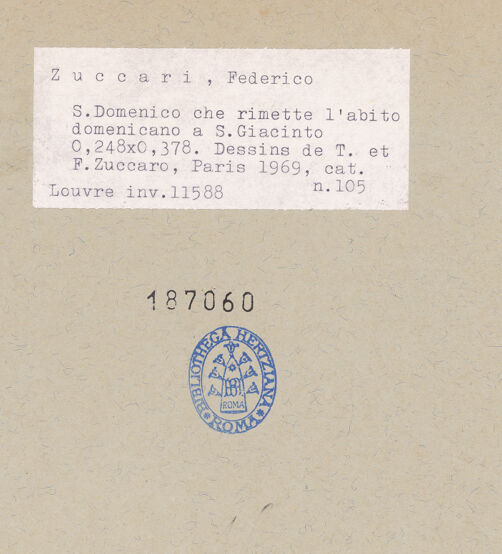 Zuccari, Federico
S.Domenico che rimette l'abito
domenicano a S.Giacinto
0,248x0,378. Dessins de T. et
F.Zuccaro, Paris 1969, cat.
n.105
Louvre inv.11588
187060
BIBLIOTHECA HERTZIANA
ROMA
ROMA